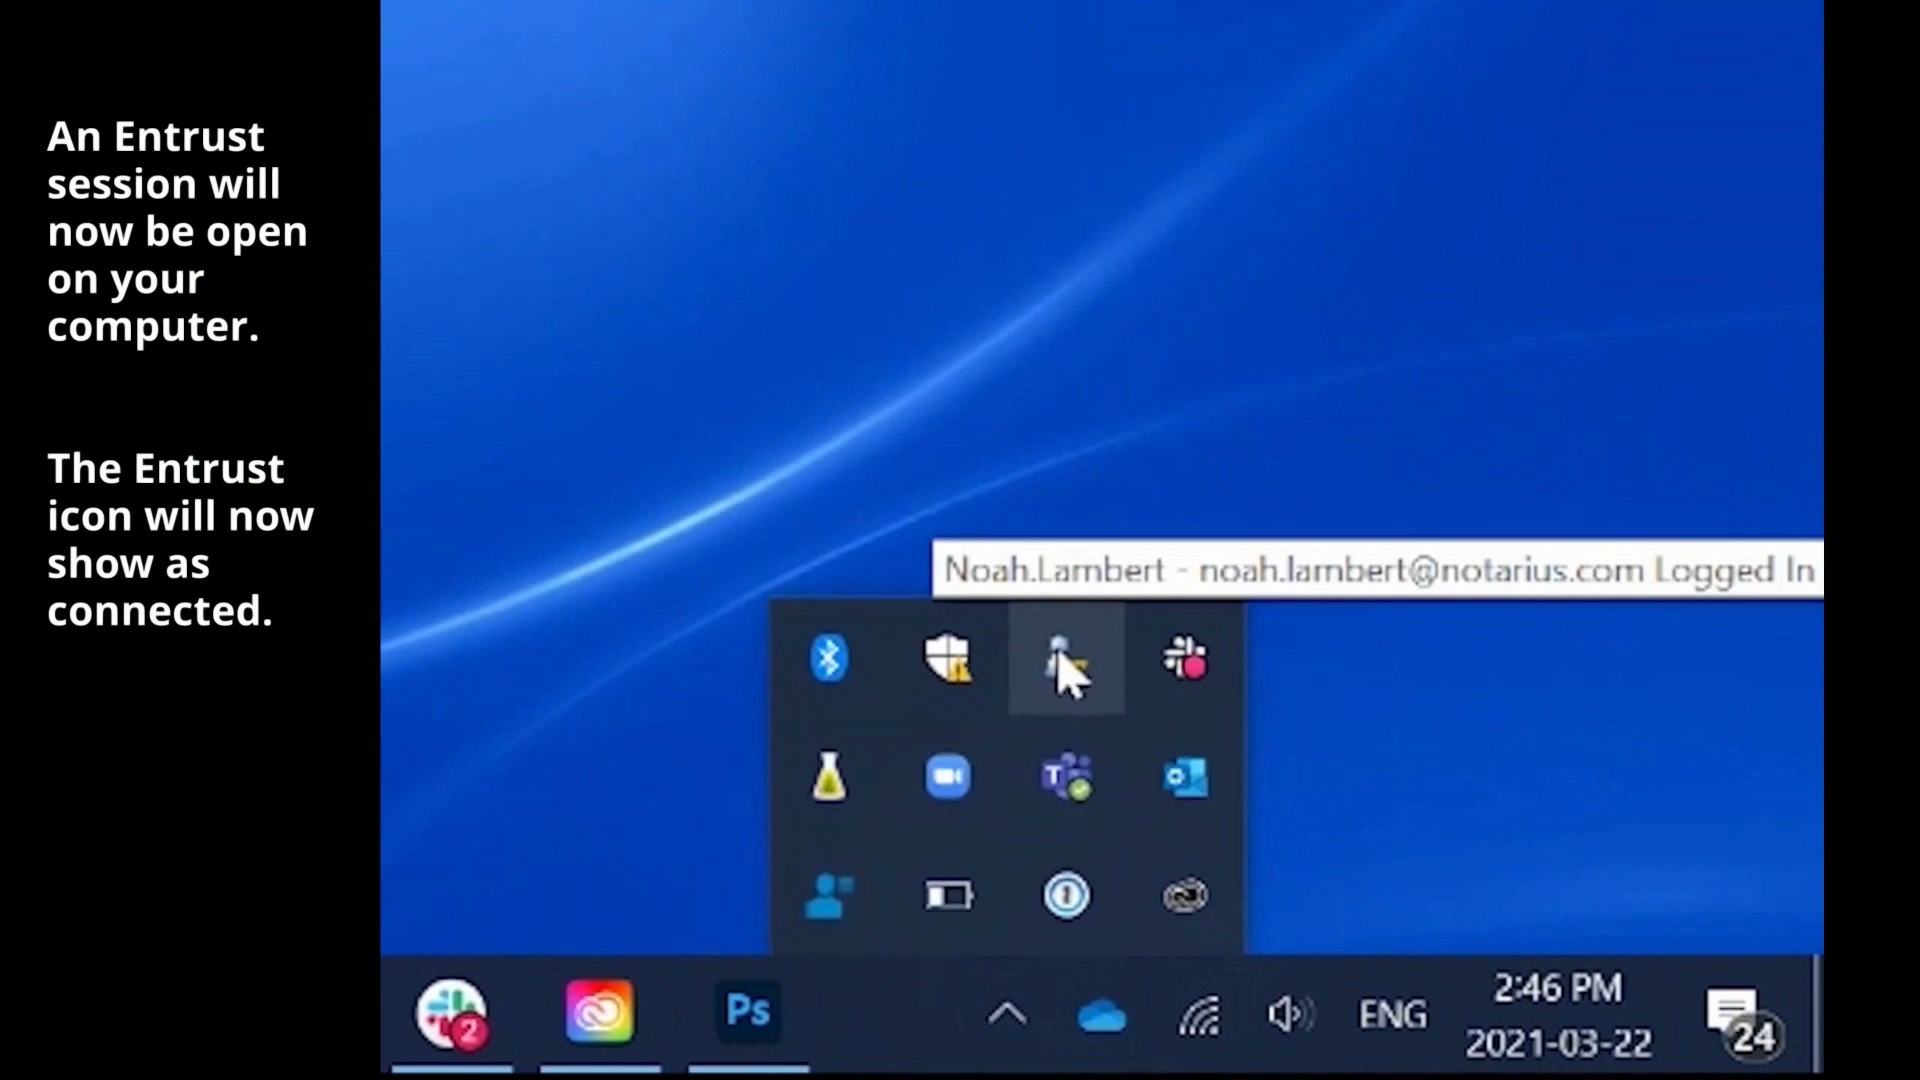 An Entrust
session will
now be open
on your
computer.
The Entrust
icon will now
show as
connected.
Noah.Lambert - noah.lambert@notarius.com Logged In
2
Ps
ENG
2:46 PM
2021-03-22
24